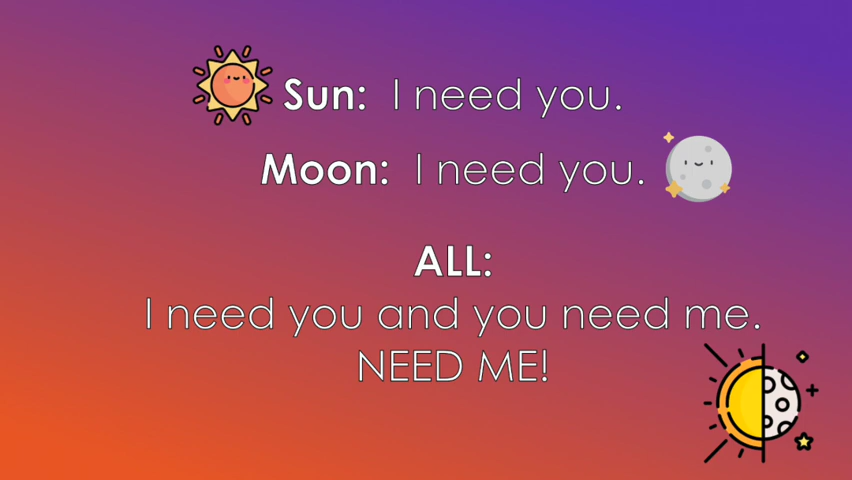 Sun: I need you.
Moon: I need you.
ALL:
I need you and you need me.
NEED ME!